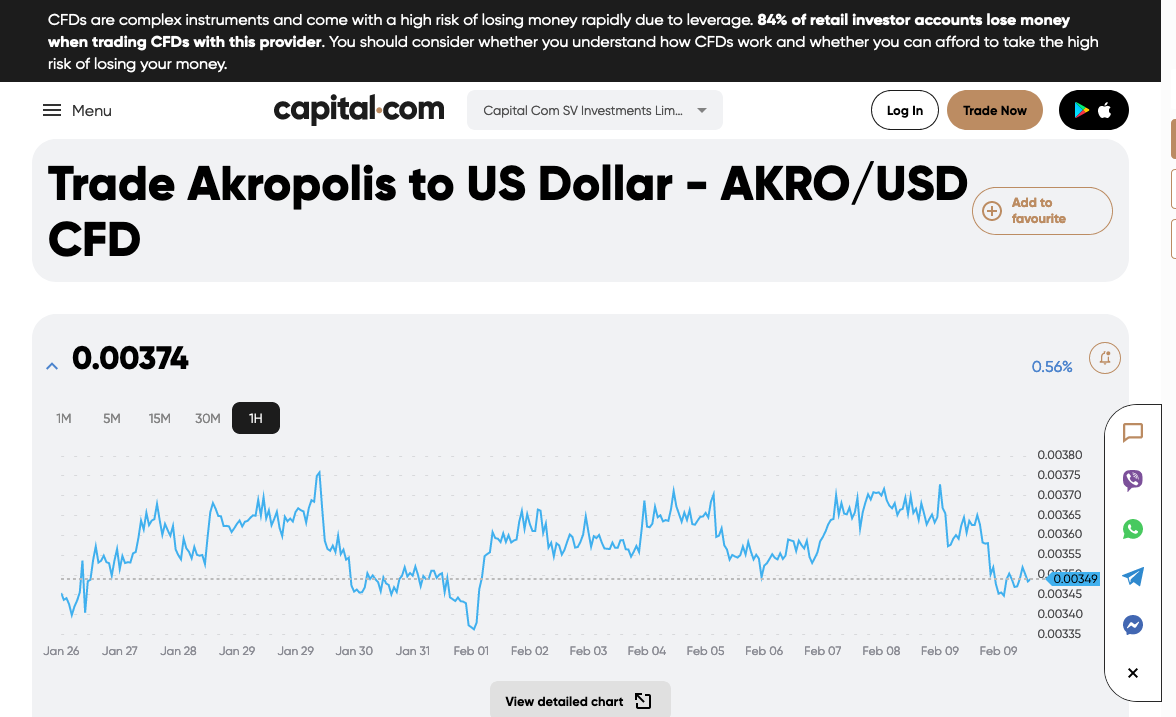 CFDs are complex instruments and come with a high risk of losing money rapidly due to leverage. 84% of retail investor accounts lose money
when trading CFDs with this provider. You should consider whether you understand how CFDs work and whether you can afford to take the high
risk of losing your money.
Menu
capital.com
Capital Com SV Investments Lim...
Log In
Trade Now
Trade Akropolis to US Dollar - AKRO/USD
CFD
Add to
favourite
0.00374
0.56%
1M 5M 15M 30M 1H
0.00380
0.00375
0.00370
0.00365
0.00360
0.00355
0.00349
0.00345
0.00340
0.00335
Jan 26 Jan 27 Jan 28 Jan 29 Jan 29 Jan 30 Jan 31 Feb 01 Feb 02 Feb 03 Feb 04 Feb 05 Feb 06 Feb 07 Feb 08 Feb 09 Feb 09
View detailed chart